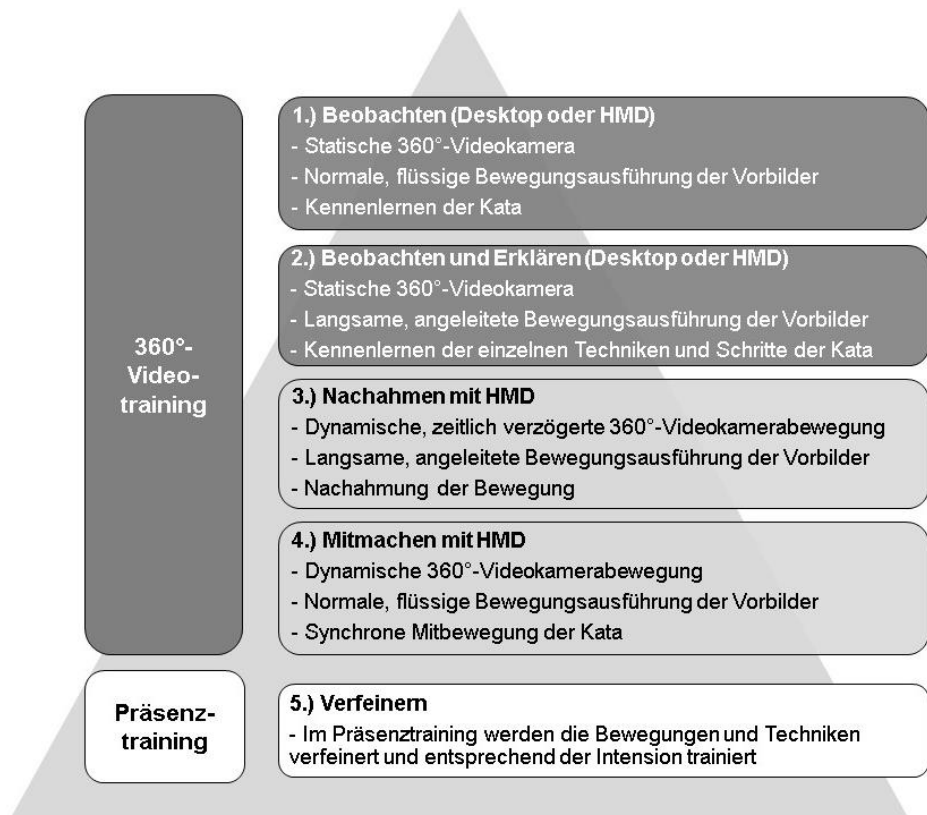 360°-
Video-
training
1.) Beobachten (Desktop oder HMD)
- Statische 360°-Videokamera
- Normale, flüssige Bewegungsausführung der Vorbilder
- Kennenlernen der Kata
2.) Beobachten und Erklären (Desktop oder HMD)
- Statische 360°-Videokamera
- Langsame, angeleitete Bewegungsausführung der Vorbilder
- Kennenlernen der einzelnen Techniken und Schritte der Kata
3.) Nachahmen mit HMD
- Dynamische, zeitlich verzögerte 360°-Videokamerabewegung
- Langsame, angeleitete Bewegungsausführung der Vorbilder
- Nachahmung der Bewegung
4.) Mitmachen mit HMD
- Dynamische 360°-Videokamerabewegung
- Normale, flüssige Bewegungsausführung der Vorbilder
- Synchrone Mitbewegung der Kata
Präsenz-
training
5.) Verfeinern
- Im Präsenztraining werden die Bewegungen und Techniken
verfeinert und entsprechend der Intension trainiert